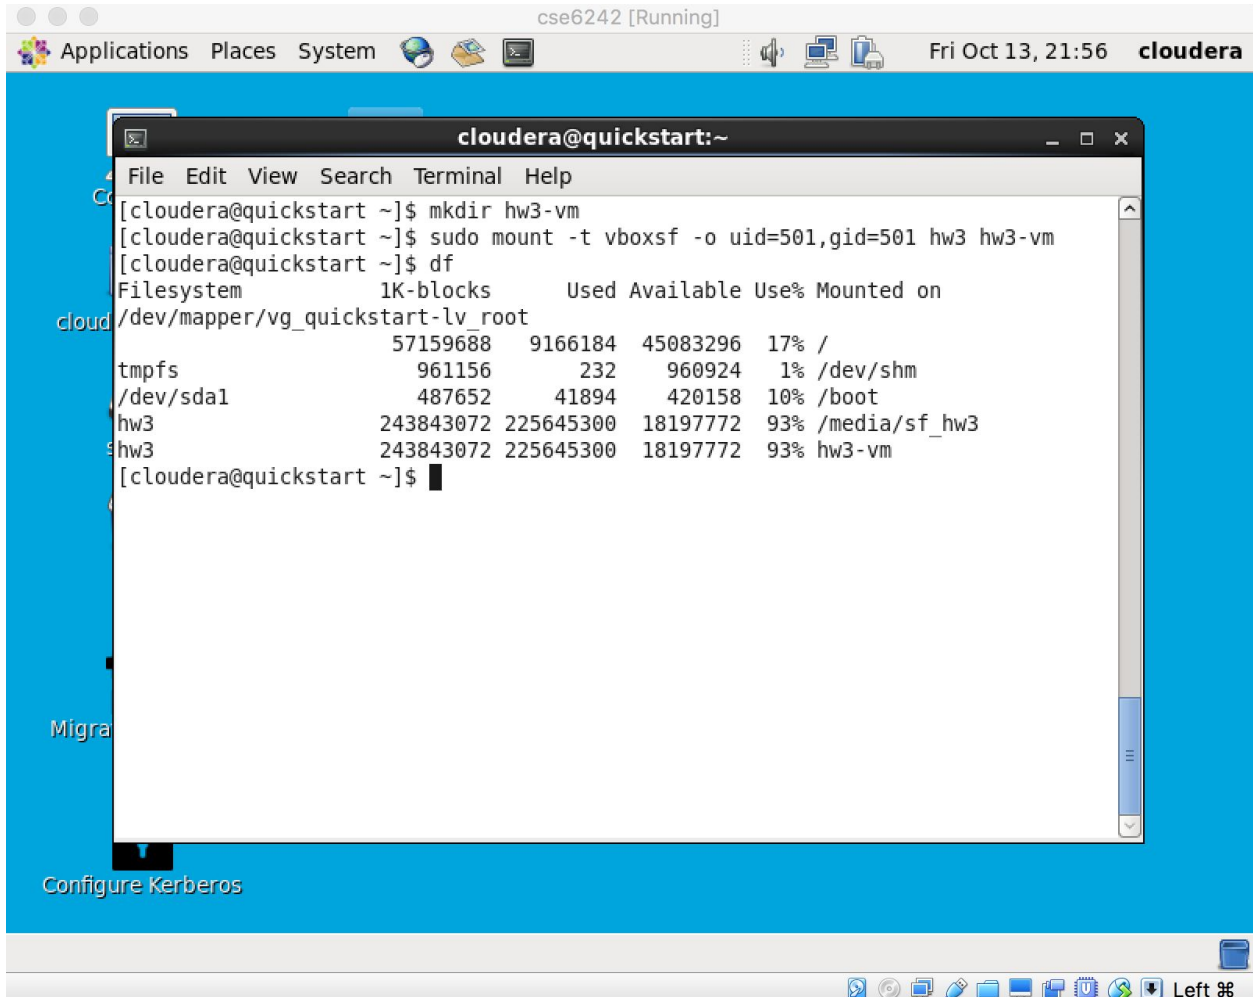 cse6242 [Running]
Applications Places System Fri Oct 13, 21:56 cloudera
cloudera@quickstart:~
File Edit View Search Terminal Help
[cloudera@quickstart ~]$ mkdir hw3-vm
[cloudera@quickstart ~]$ sudo mount -t vboxsf -o uid=501,gid=501 hw3 hw3-vm
[cloudera@quickstart ~]$ df
Filesystem 1K-blocks Used Available Use% Mounted on
/dev/mapper/vg_quickstart-lv_root
57159688 9166184 45083296 17% /
tmpfs 961156 232 960924 1% /dev/shm
/dev/sda1 487652 41894 420158 10% /boot
hw3 243843072 225645300 18197772 93% /media/sf_hw3
hw3 243843072 225645300 18197772 93% hw3-vm
[cloudera@quickstart ~]$
cloud
Migra
Configure Kerberos
Left ⌘